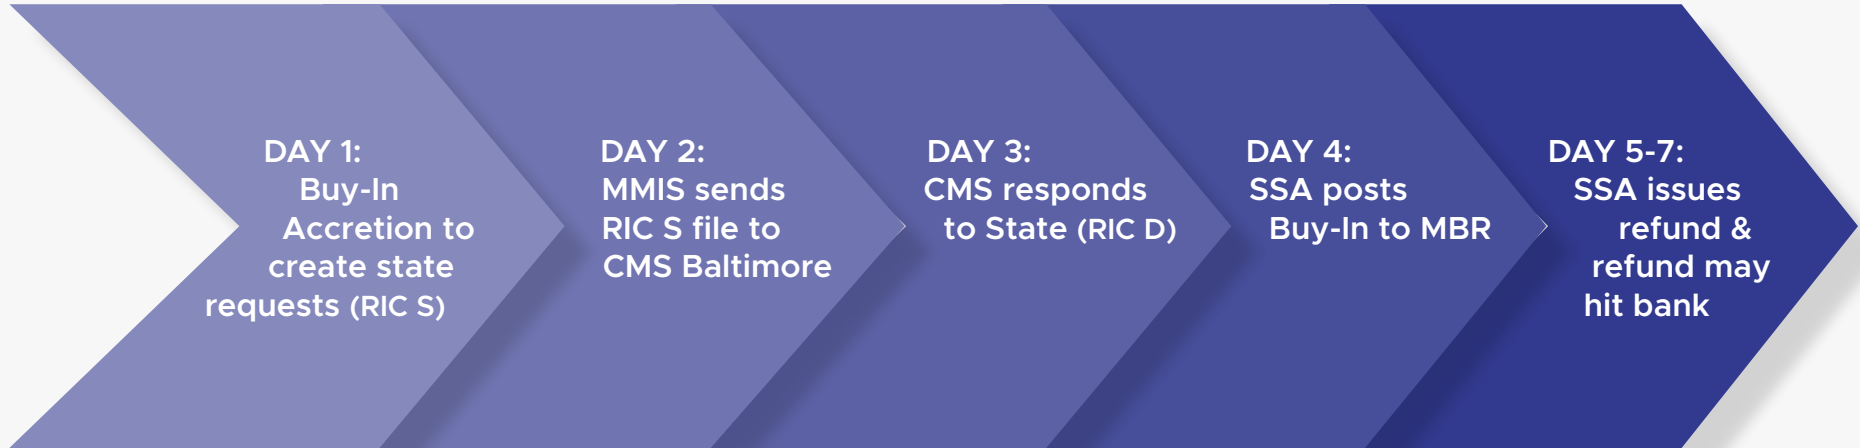 DAY 1:
Buy-In
Accretion to
create state
requests (RIC S)
DAY 2:
MMIS sends
RIC S file to
CMS Baltimore
DAY 3:
CMS responds
to State (RIC D)
DAY 4:
SSA posts
Buy-In to MBR
DAY 5-7:
SSA issues
refund &
refund may
hit bank